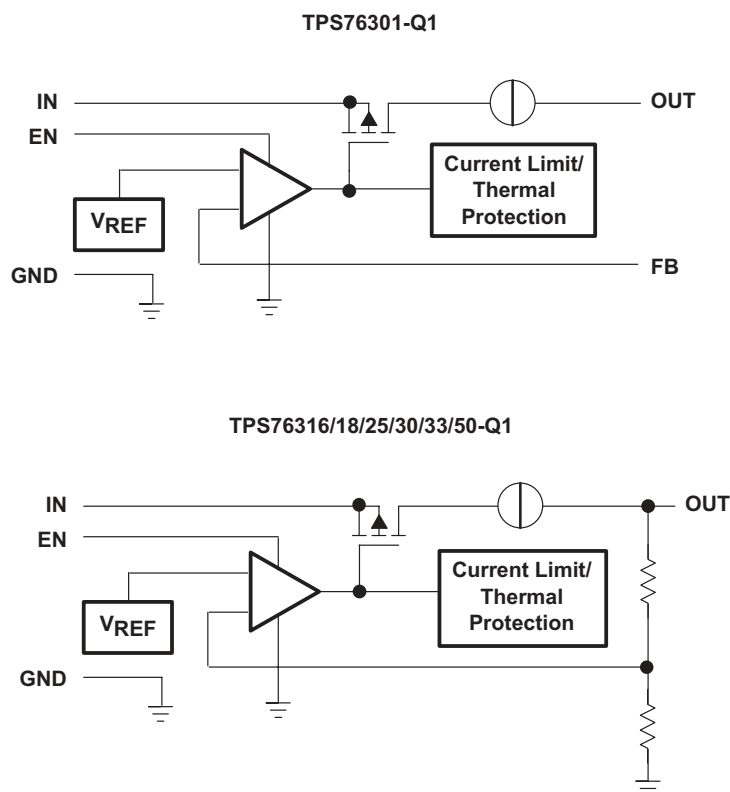 TPS76301-Q1
IN
OUT
EN
Current Limit/
Thermal
Protection
VREF
GND
FB
TPS76316/18/25/30/33/50-Q1
IN
OUT
EN
Current Limit/
Thermal
Protection
VREF
GND